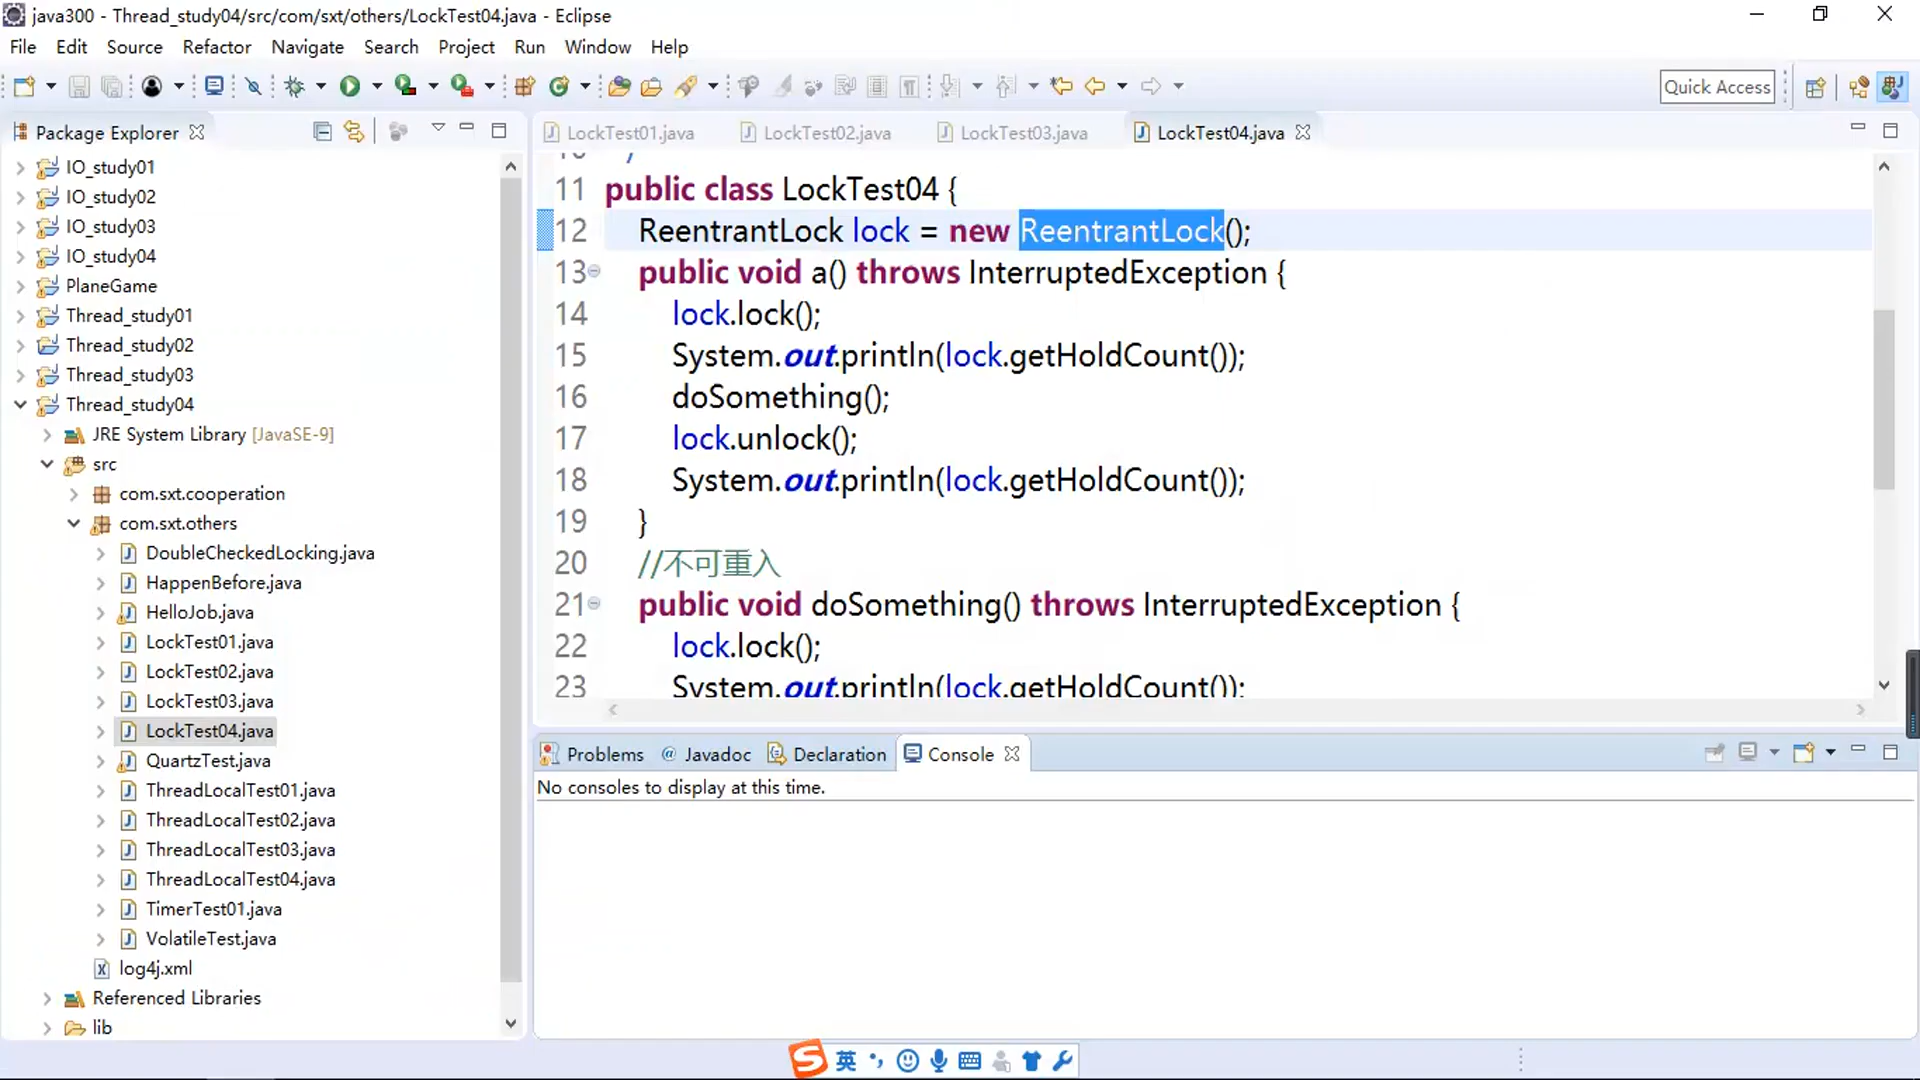 java300 - Thread_study04/src/com/sxt/others/LockTest04.java - Eclipse
File Edit Source Refactor Navigate Search Project Run Window Help
Quick Access
Package Explorer
LockTest01.java LockTest02.java LockTest03.java LockTest04.java
IO_study01
IO_study02
IO_study03
IO_study04
PlaneGame
Thread_study01
Thread_study02
Thread_study03
Thread_study04
JRE System Library [JavaSE-9]
src
com.sxt.cooperation
com.sxt.others
DoubleCheckedLocking.java
HappenBefore.java
HelloJob.java
LockTest01.java
LockTest02.java
LockTest03.java
LockTest04.java
QuartzTest.java
ThreadLocalTest01.java
ThreadLocalTest02.java
ThreadLocalTest03.java
ThreadLocalTest04.java
TimerTest01.java
VolatileTest.java
log4j.xml
Referenced Libraries
lib
11 public class LockTest04 {
12 ReentrantLock lock = new ReentrantLock();
13 public void a() throws InterruptedException {
14 lock.lock();
15 System.out.println(lock.getHoldCount());
16 doSomething();
17 lock.unlock();
18 System.out.println(lock.getHoldCount());
19 }
20 //不可重入
21 public void doSomething() throws InterruptedException {
22 lock.lock();
23 System.out.println(lock.getHoldCount());
Problems Javadoc Declaration Console
No consoles to display at this time.
英